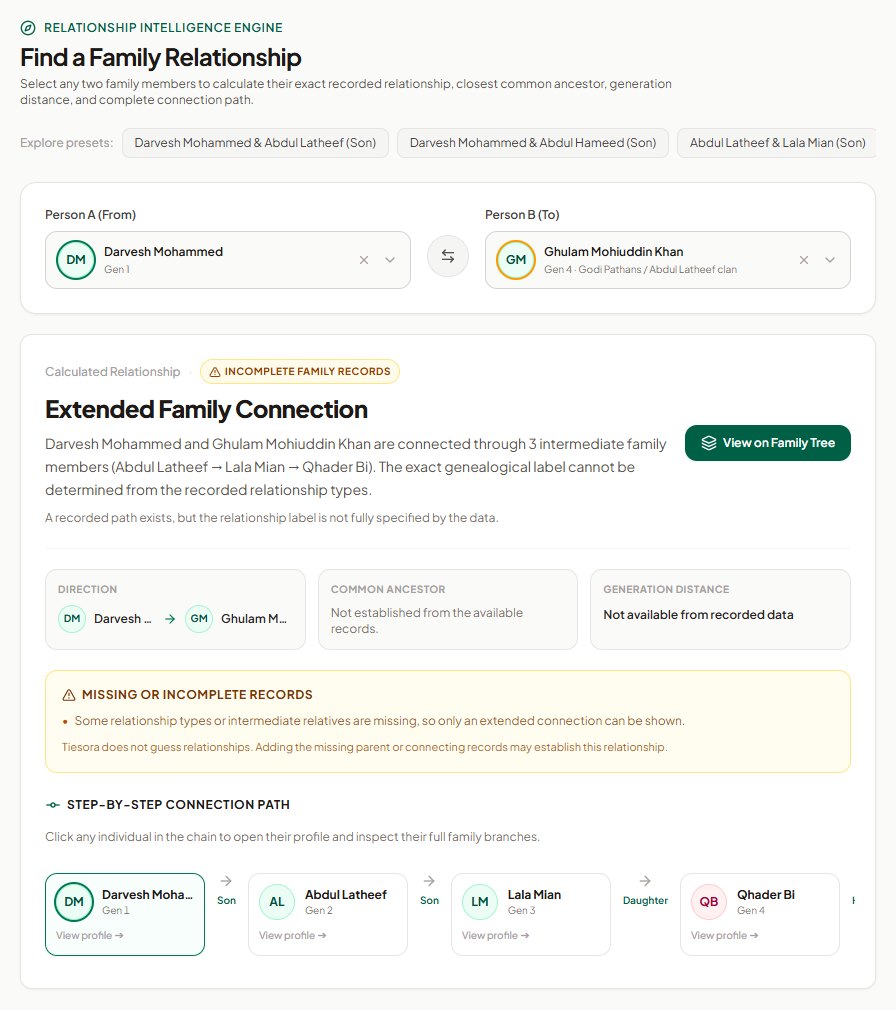 RELATIONSHIP INTELLIGENCE ENGINE
Find a Family Relationship
Select any two family members to calculate their exact recorded relationship, closest common ancestor, generation
distance, and complete connection path.
Explore presets:
Darvesh Mohammed & Abdul Latheef (Son)
Darvesh Mohammed & Abdul Hameed (Son)
Abdul Latheef & Lala Mian (Son)
Person A (From)
DM
Darvesh Mohammed
Gen 1
Person B (To)
GM
Ghulam Mohiuddin Khan
Gen 4 · Godi Pathans / Abdul Latheef clan
Calculated Relationship · INCOMPLETE FAMILY RECORDS
Extended Family Connection
Darvesh Mohammed and Ghulam Mohiuddin Khan are connected through 3 intermediate family
members (Abdul Latheef → Lala Mian → Qhader Bi). The exact genealogical label cannot be
determined from the recorded relationship types.
A recorded path exists, but the relationship label is not fully specified by the data.
View on Family Tree
DIRECTION
DM Darvesh ... → GM Ghulam M...
COMMON ANCESTOR
Not established from the available
records.
GENERATION DISTANCE
Not available from recorded data
MISSING OR INCOMPLETE RECORDS
• Some relationship types or intermediate relatives are missing, so only an extended connection can be shown.
Tiesora does not guess relationships. Adding the missing parent or connecting records may establish this relationship.
STEP-BY-STEP CONNECTION PATH
Click any individual in the chain to open their profile and inspect their full family branches.
DM
Darvesh Moha...
Gen 1
View profile →
→
Son
AL
Abdul Latheef
Gen 2
View profile →
→
Son
LM
Lala Mian
Gen 3
View profile →
→
Daughter
QB
Qhader Bi
Gen 4
View profile →